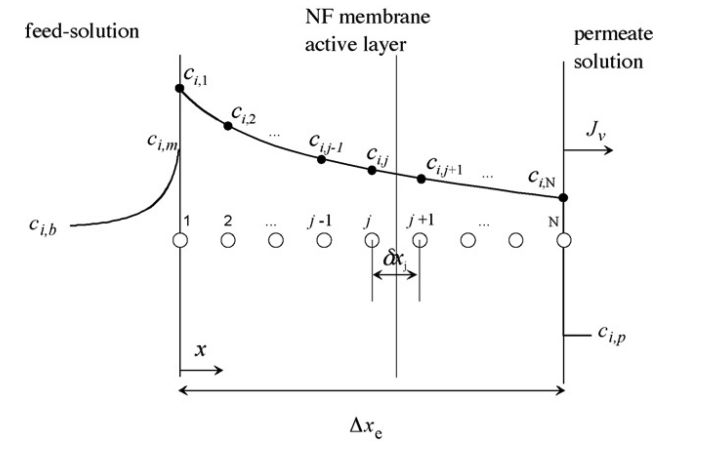 NF membrane
active layer
feed-solution
permeate
solution
c_{i,1}
c_{i,2}
...
c_{i,j-1}
c_{i,j}
c_{i,j+1}
...
c_{i,N}
J_v
c_{i,m}
c_{i,b}
1 2 ... j-1 j j+1 ... N
δx_j
c_{i,p}
x
Δx_e